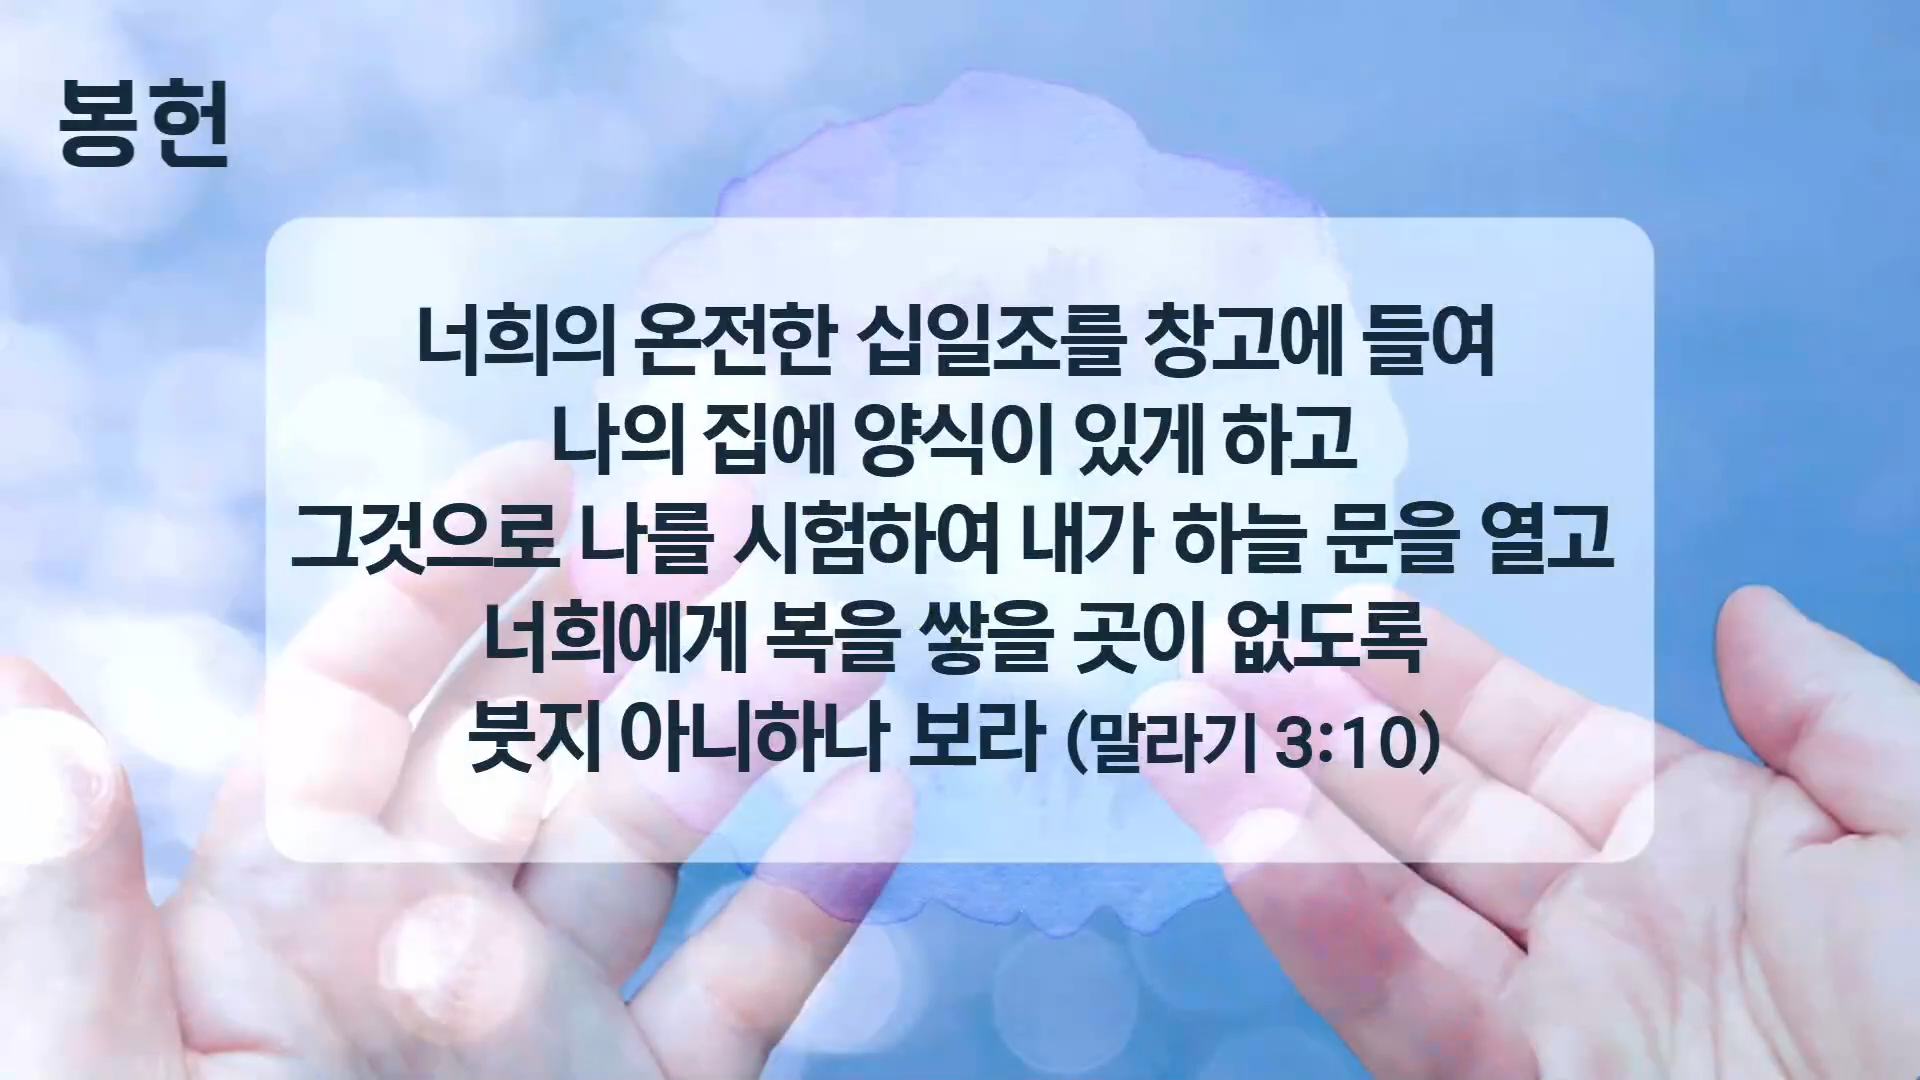 봉헌
너희의 온전한 십일조를 창고에 들여
나의 집에 양식이 있게 하고
그것으로 나를 시험하여 내가 하늘 문을 열고
너희에게 복을 쌓을 곳이 없도록
붓지 아니하나 보라 (말라기 3:10)